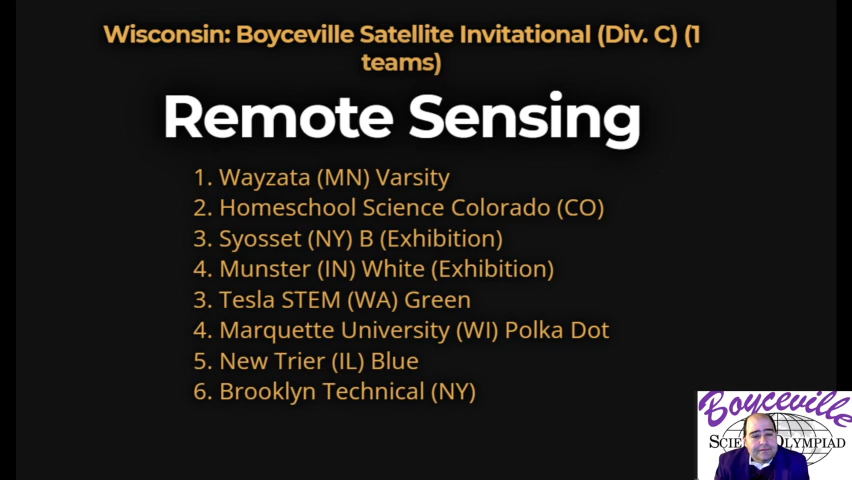 Wisconsin: Boyceville Satellite Invitational (Div. C) (1
teams)
Remote Sensing
1. Wayzata (MN) Varsity
2. Homeschool Science Colorado (CO)
3. Syosset (NY) B (Exhibition)
4. Munster (IN) White (Exhibition)
3. Tesla STEM (WA) Green
4. Marquette University (WI) Polka Dot
5. New Trier (IL) Blue
6. Brooklyn Technical (NY)
Boyceville